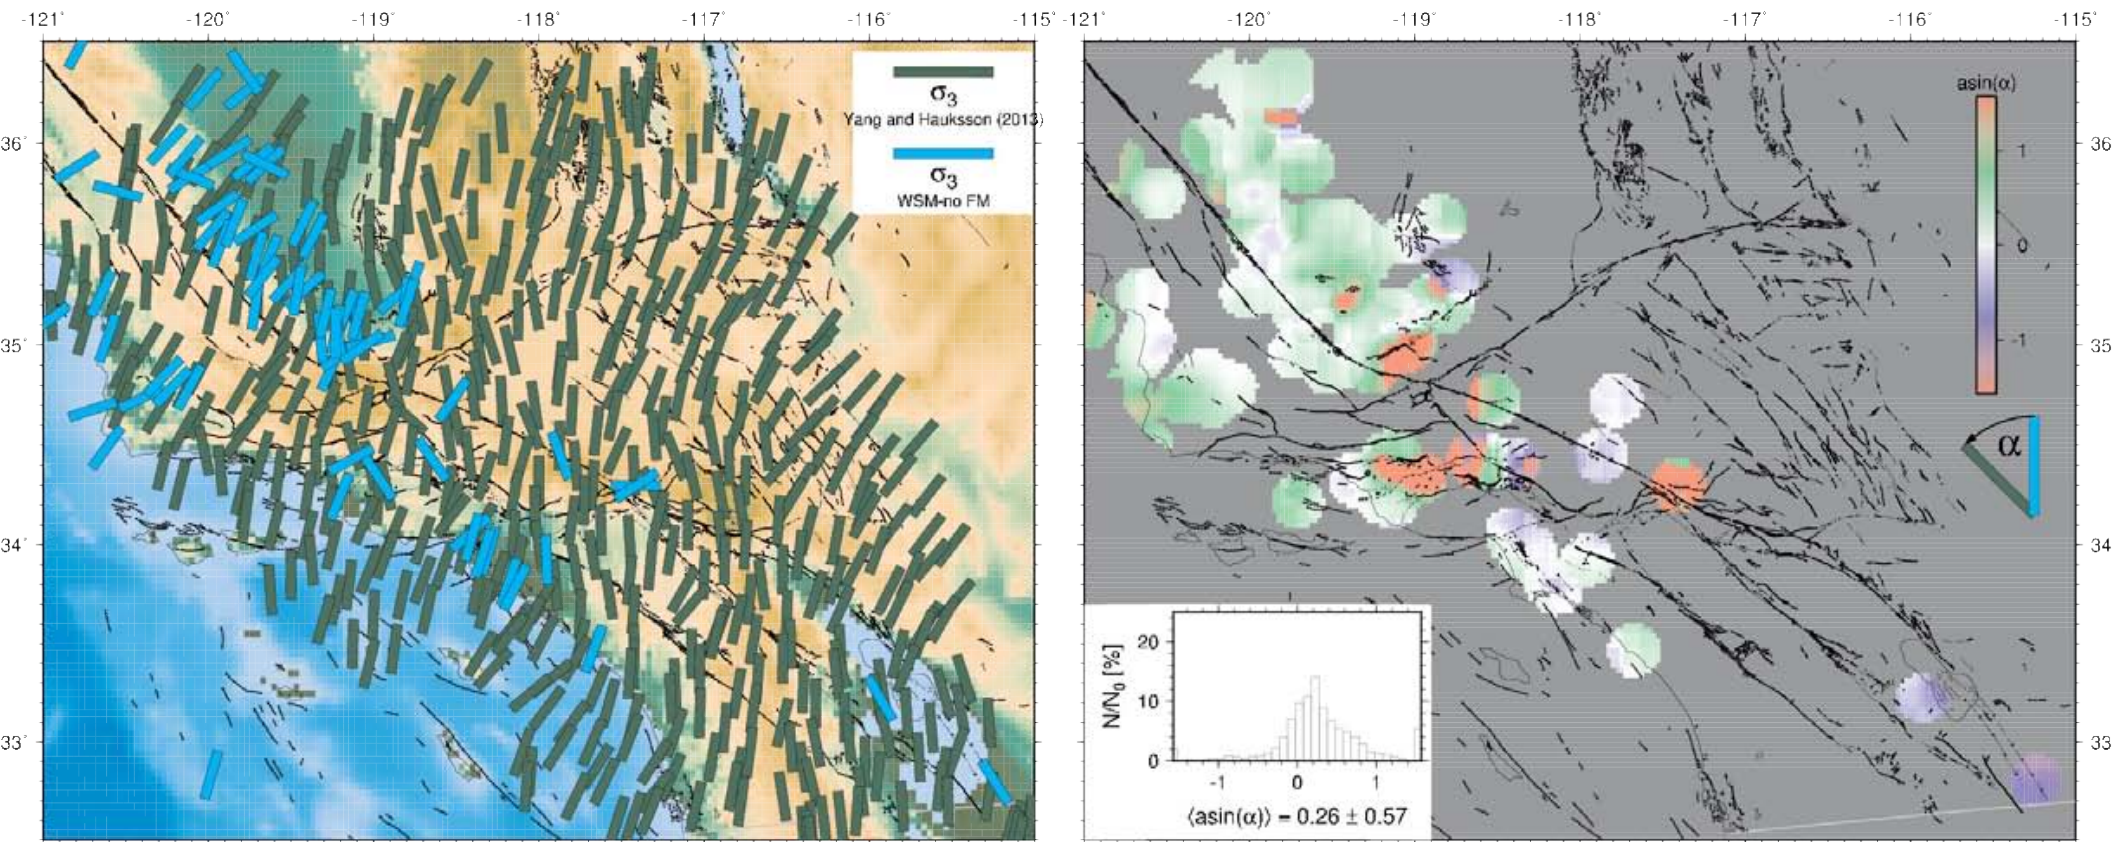 -121° -120° -119° -118° -117° -116° -115°
36°
35°
34°
33°
σ3
Yang and Hauksson (2013)
σ3
WSM-no FM
-121° -120° -119° -118° -117° -116° -115°
36°
35°
34°
33°
asin(α)
1
0
-1
α
N/N0 [%]
20
10
0
-1 0 1
⟨asin(α)⟩ = 0.26 ± 0.57